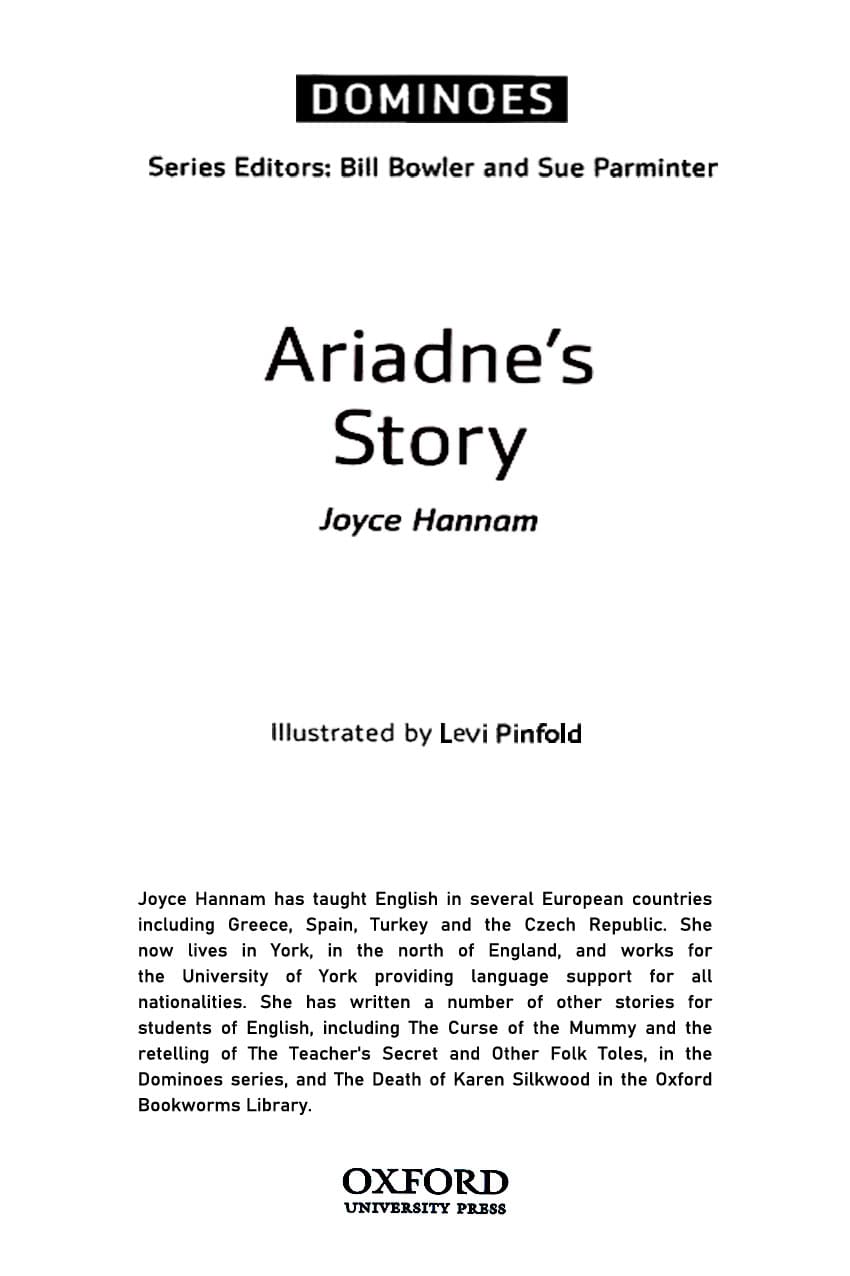 DOMINOES
Series Editors: Bill Bowler and Sue Parminter
Ariadne's
Story
Joyce Hannam
Illustrated by Levi Pinfold
Joyce Hannam has taught English in several European countries
including Greece, Spain, Turkey and the Czech Republic. She
now lives in York, in the north of England, and works for
the University of York providing language support for all
nationalities. She has written a number of other stories for
students of English, including The Curse of the Mummy and the
retelling of The Teacher's Secret and Other Folk Toles, in the
Dominoes series, and The Death of Karen Silkwood in the Oxford
Bookworms Library.
OXFORD
UNIVERSITY PRESS